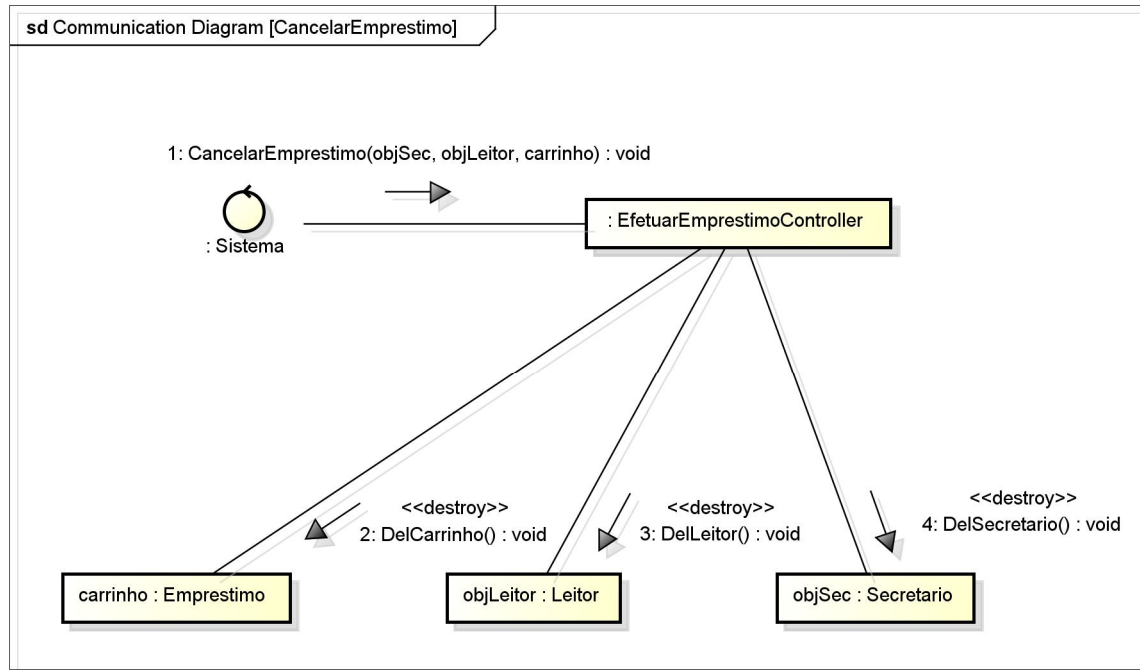 sd Communication Diagram [CancelarEmprestimo]
1: CancelarEmprestimo(objSec, objLeitor, carrinho) : void
: EfetuarEmprestimoController
: Sistema
<<destroy>>
2: DelCarrinho() : void
<<destroy>>
3: DelLeitor() : void
<<destroy>>
4: DelSecretario() : void
carrinho : Emprestimo
objLeitor : Leitor
objSec : Secretario